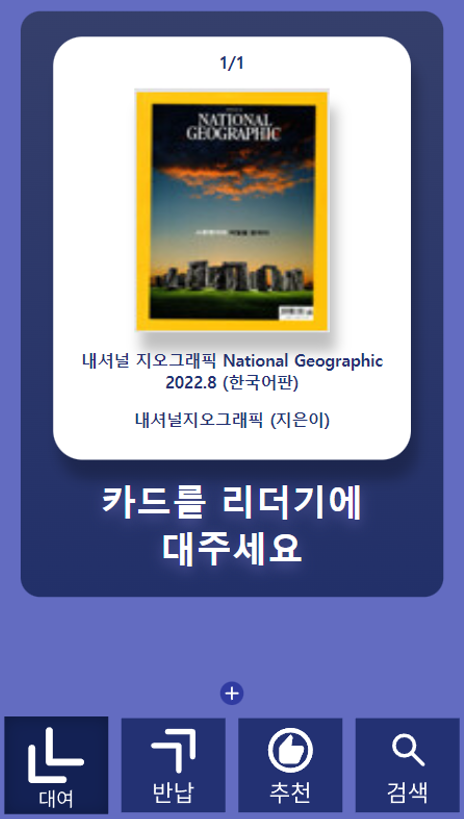 1/1
NATIONAL
GEOGRAPHIC
내셔널 지오그래픽 National Geographic
2022.8 (한국어판)
내셔널지오그래픽 (지은이)
카드를 리더기에
대주세요
대여
반납
추천
검색